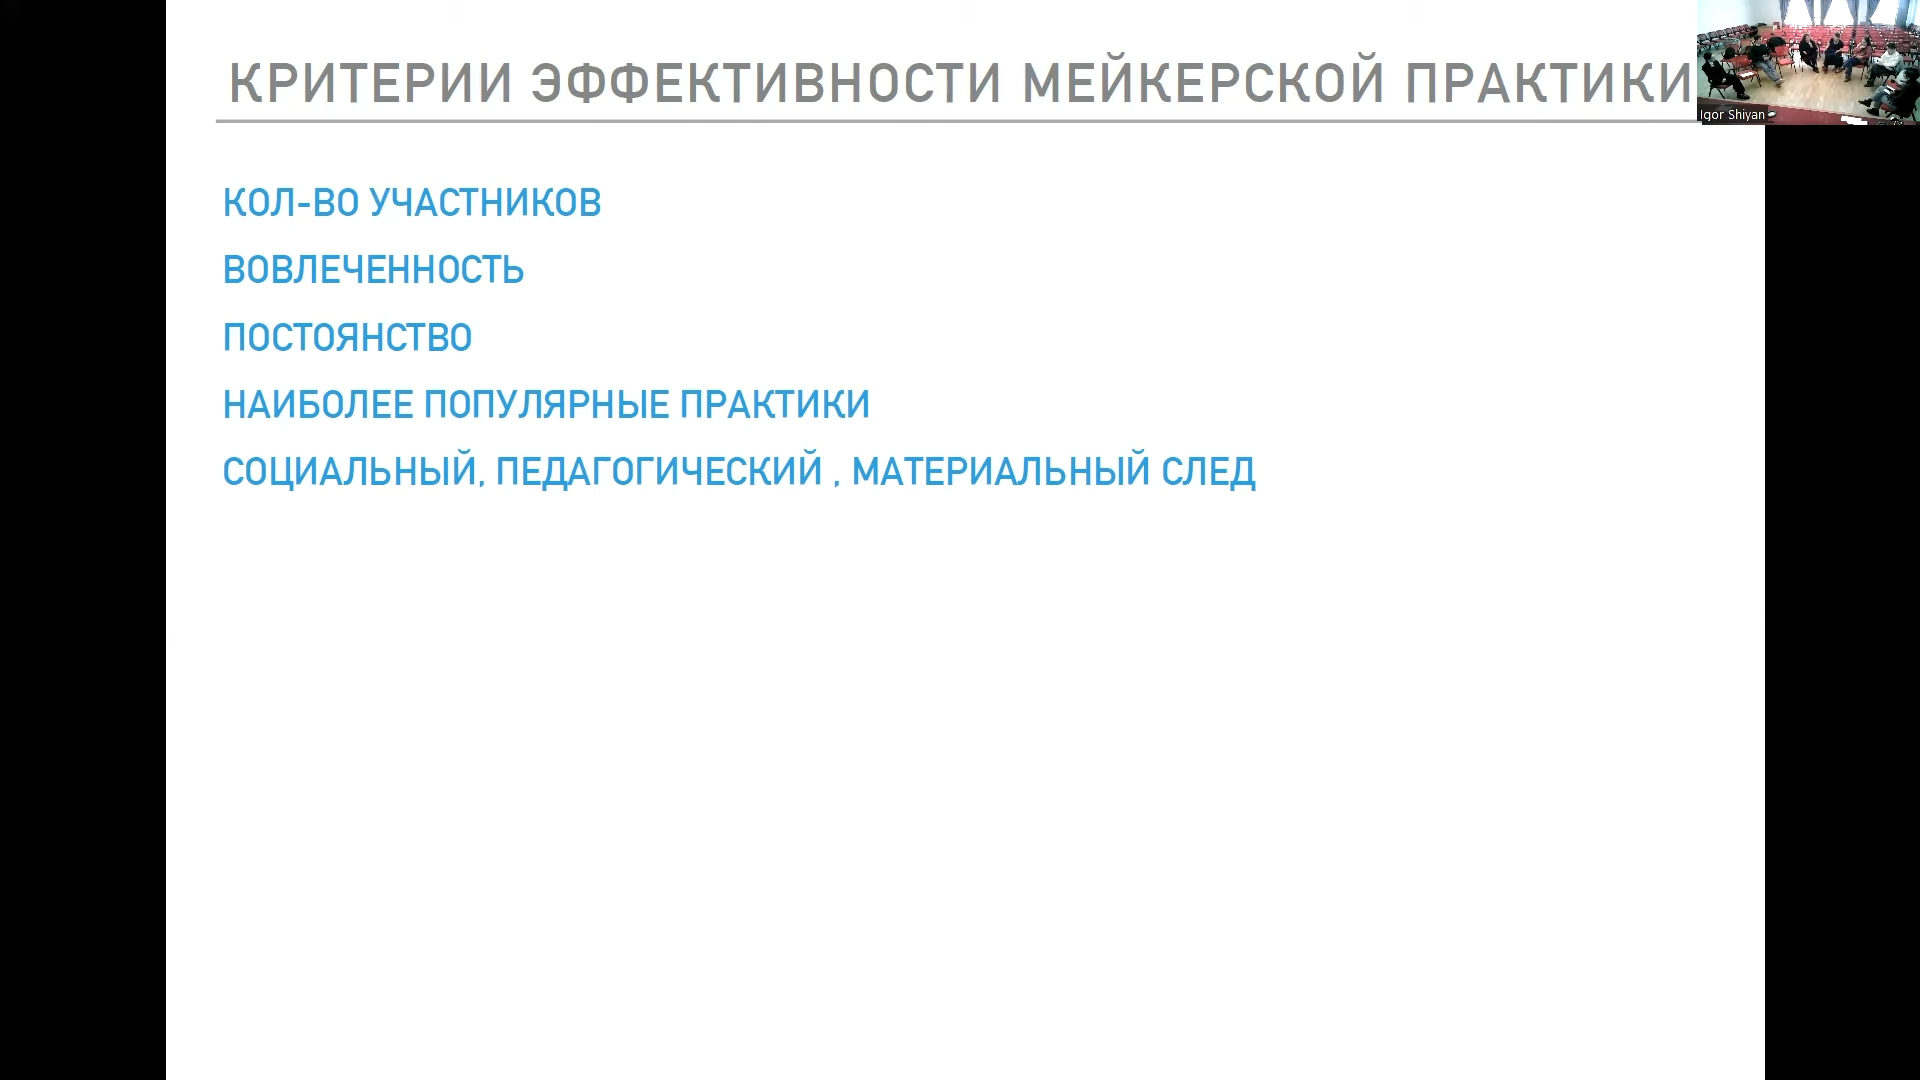 КРИТЕРИИ ЭФФЕКТИВНОСТИ МЕЙКЕРСКОЙ ПРАКТИКИ
Igor Shiyan
КОЛ-ВО УЧАСТНИКОВ
ВОВЛЕЧЕННОСТЬ
ПОСТОЯНСТВО
НАИБОЛЕЕ ПОПУЛЯРНЫЕ ПРАКТИКИ
СОЦИАЛЬНЫЙ, ПЕДАГОГИЧЕСКИЙ , МАТЕРИАЛЬНЫЙ СЛЕД